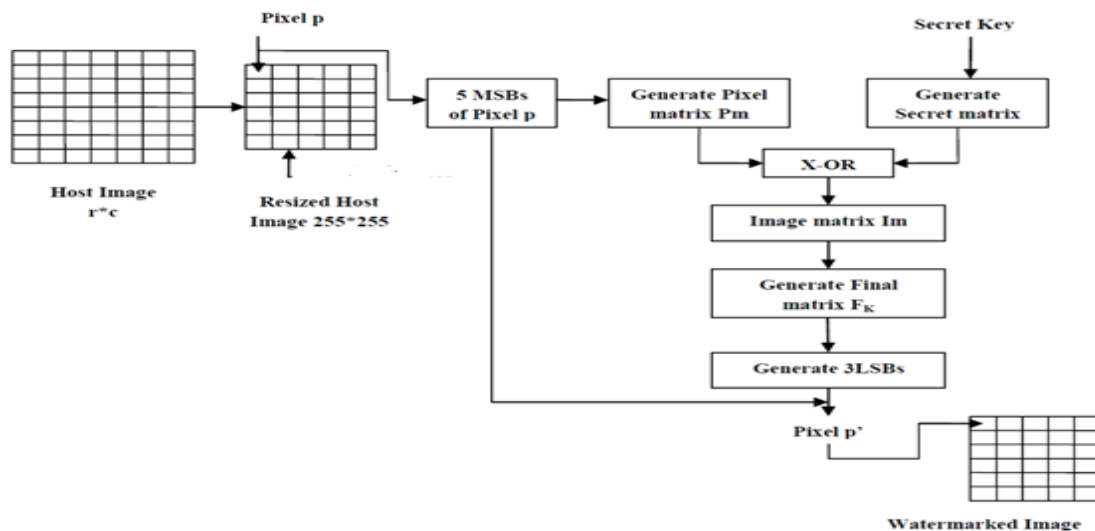 Pixel p
Secret Key
5 MSBs
of Pixel p
Generate Pixel
matrix Pm
Generate
Secret matrix
X-OR
Host Image
r*c
Resized Host
Image 255*255
Image matrix Im
Generate Final
matrix FK
Generate 3LSBs
Pixel p’
Watermarked Image